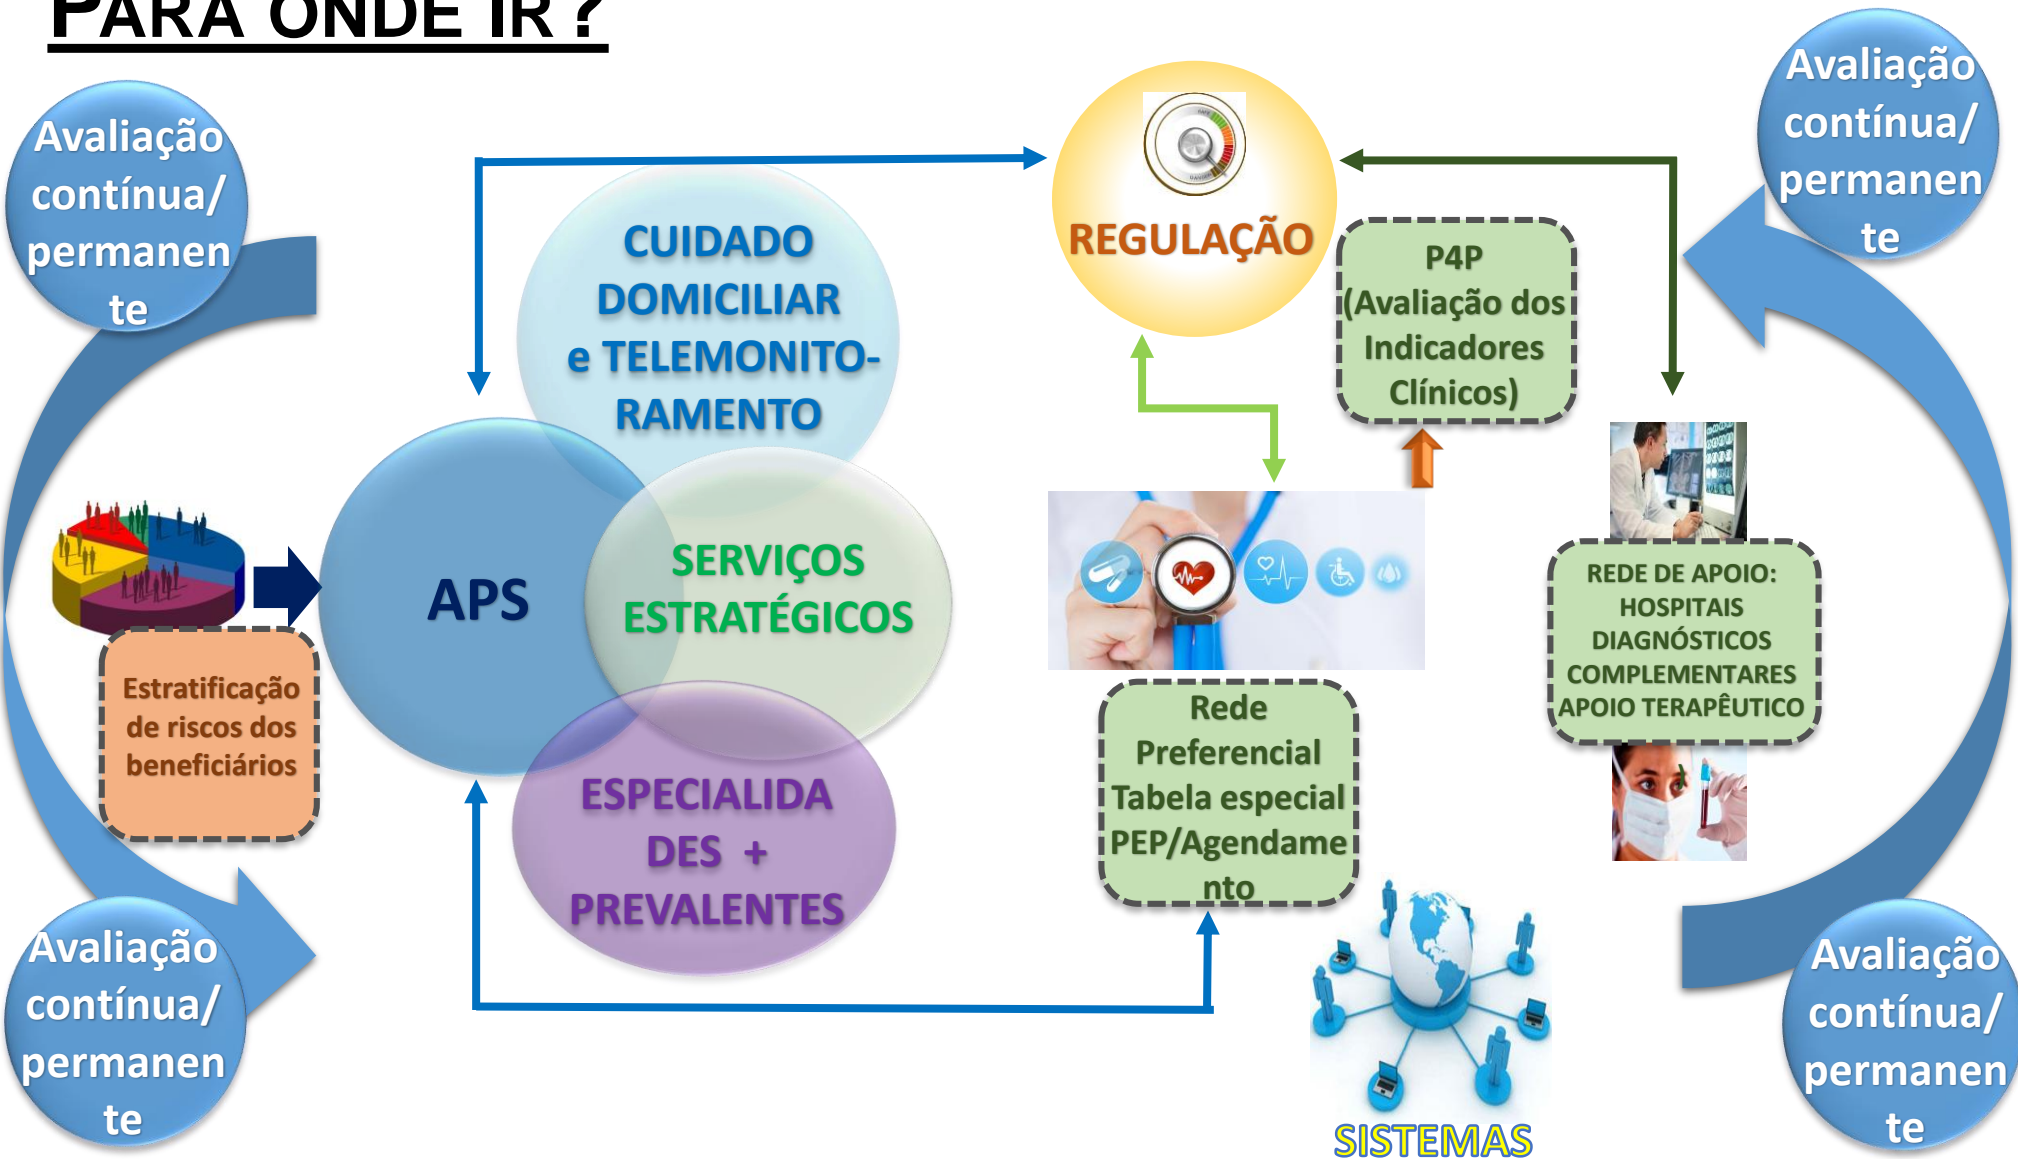 PARA ONDE IR?
Avaliação
contínua/
permanen
te
Avaliação
contínua/
permanen
te
CUIDADO
DOMICILIAR
e TELEMONITO-
RAMENTO
REGULAÇÃO
P4P
(Avaliação dos
Indicadores
Clínicos)
APS
SERVIÇOS
ESTRATÉGICOS
ESPECIALIDA
DES +
PREVALENTES
Estratificação
de riscos dos
beneficiários
Rede
Preferencial
Tabela especial
PEP/Agendame
nto
REDE DE APOIO:
HOSPITAIS
DIAGNÓSTICOS
COMPLEMENTARES
APOIO TERAPÊUTICO
Avaliação
contínua/
permanen
te
SISTEMAS
Avaliação
contínua/
permanen
te